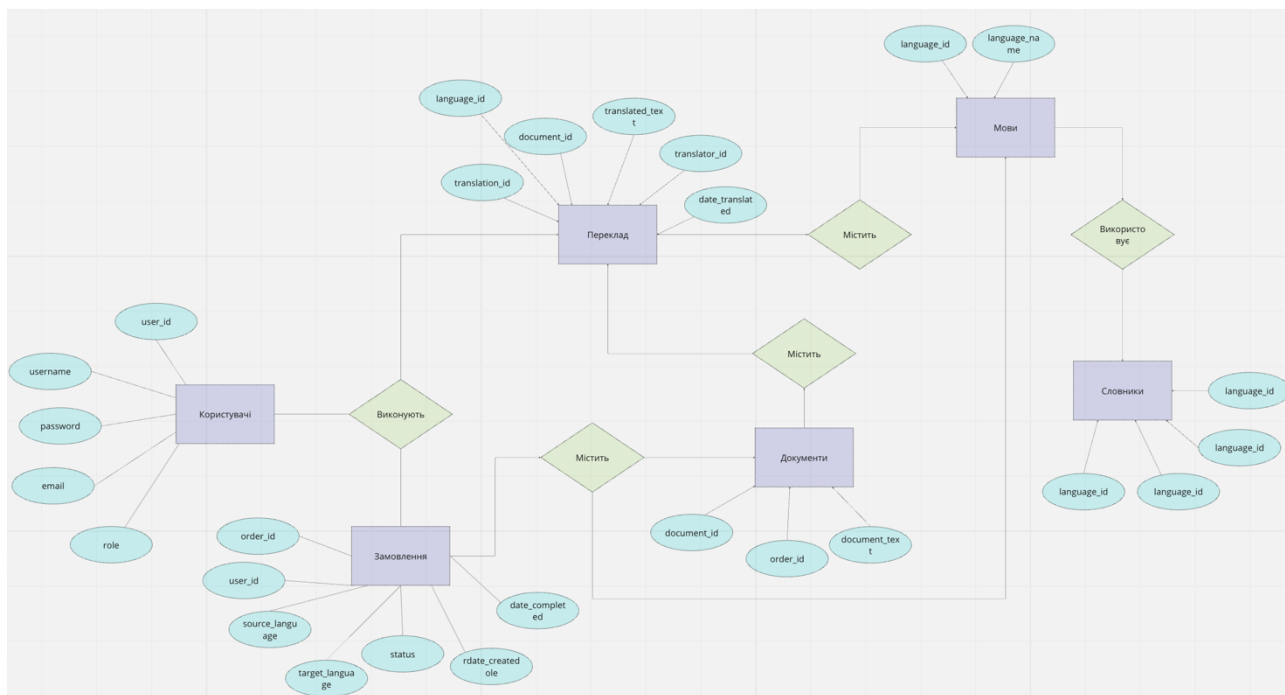 language_id
language_na
me
Мови
language_id
translated_tex
t
document_id
translator_id
translation_id
date_translat
ed
Переклад
Містить
Використо
вує
user_id
username
password
email
role
Користувачі
Виконують
Містить
Містить
Документи
document_id
order_id
document_tex
t
Словники
language_id
language_id
language_id
language_id
Замовлення
order_id
user_id
source_langu
age
target_langua
ge
status
rdate_created
ole
date_complet
ed